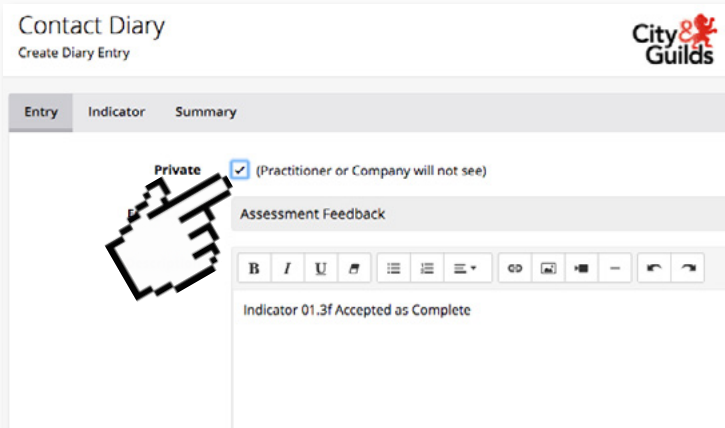 Contact Diary
Create Diary Entry
City&
Guilds
Entry Indicator Summary
Private (Practitioner or Company will not see)
Assessment Feedback
B I U
Indicator 01.3f Accepted as Complete